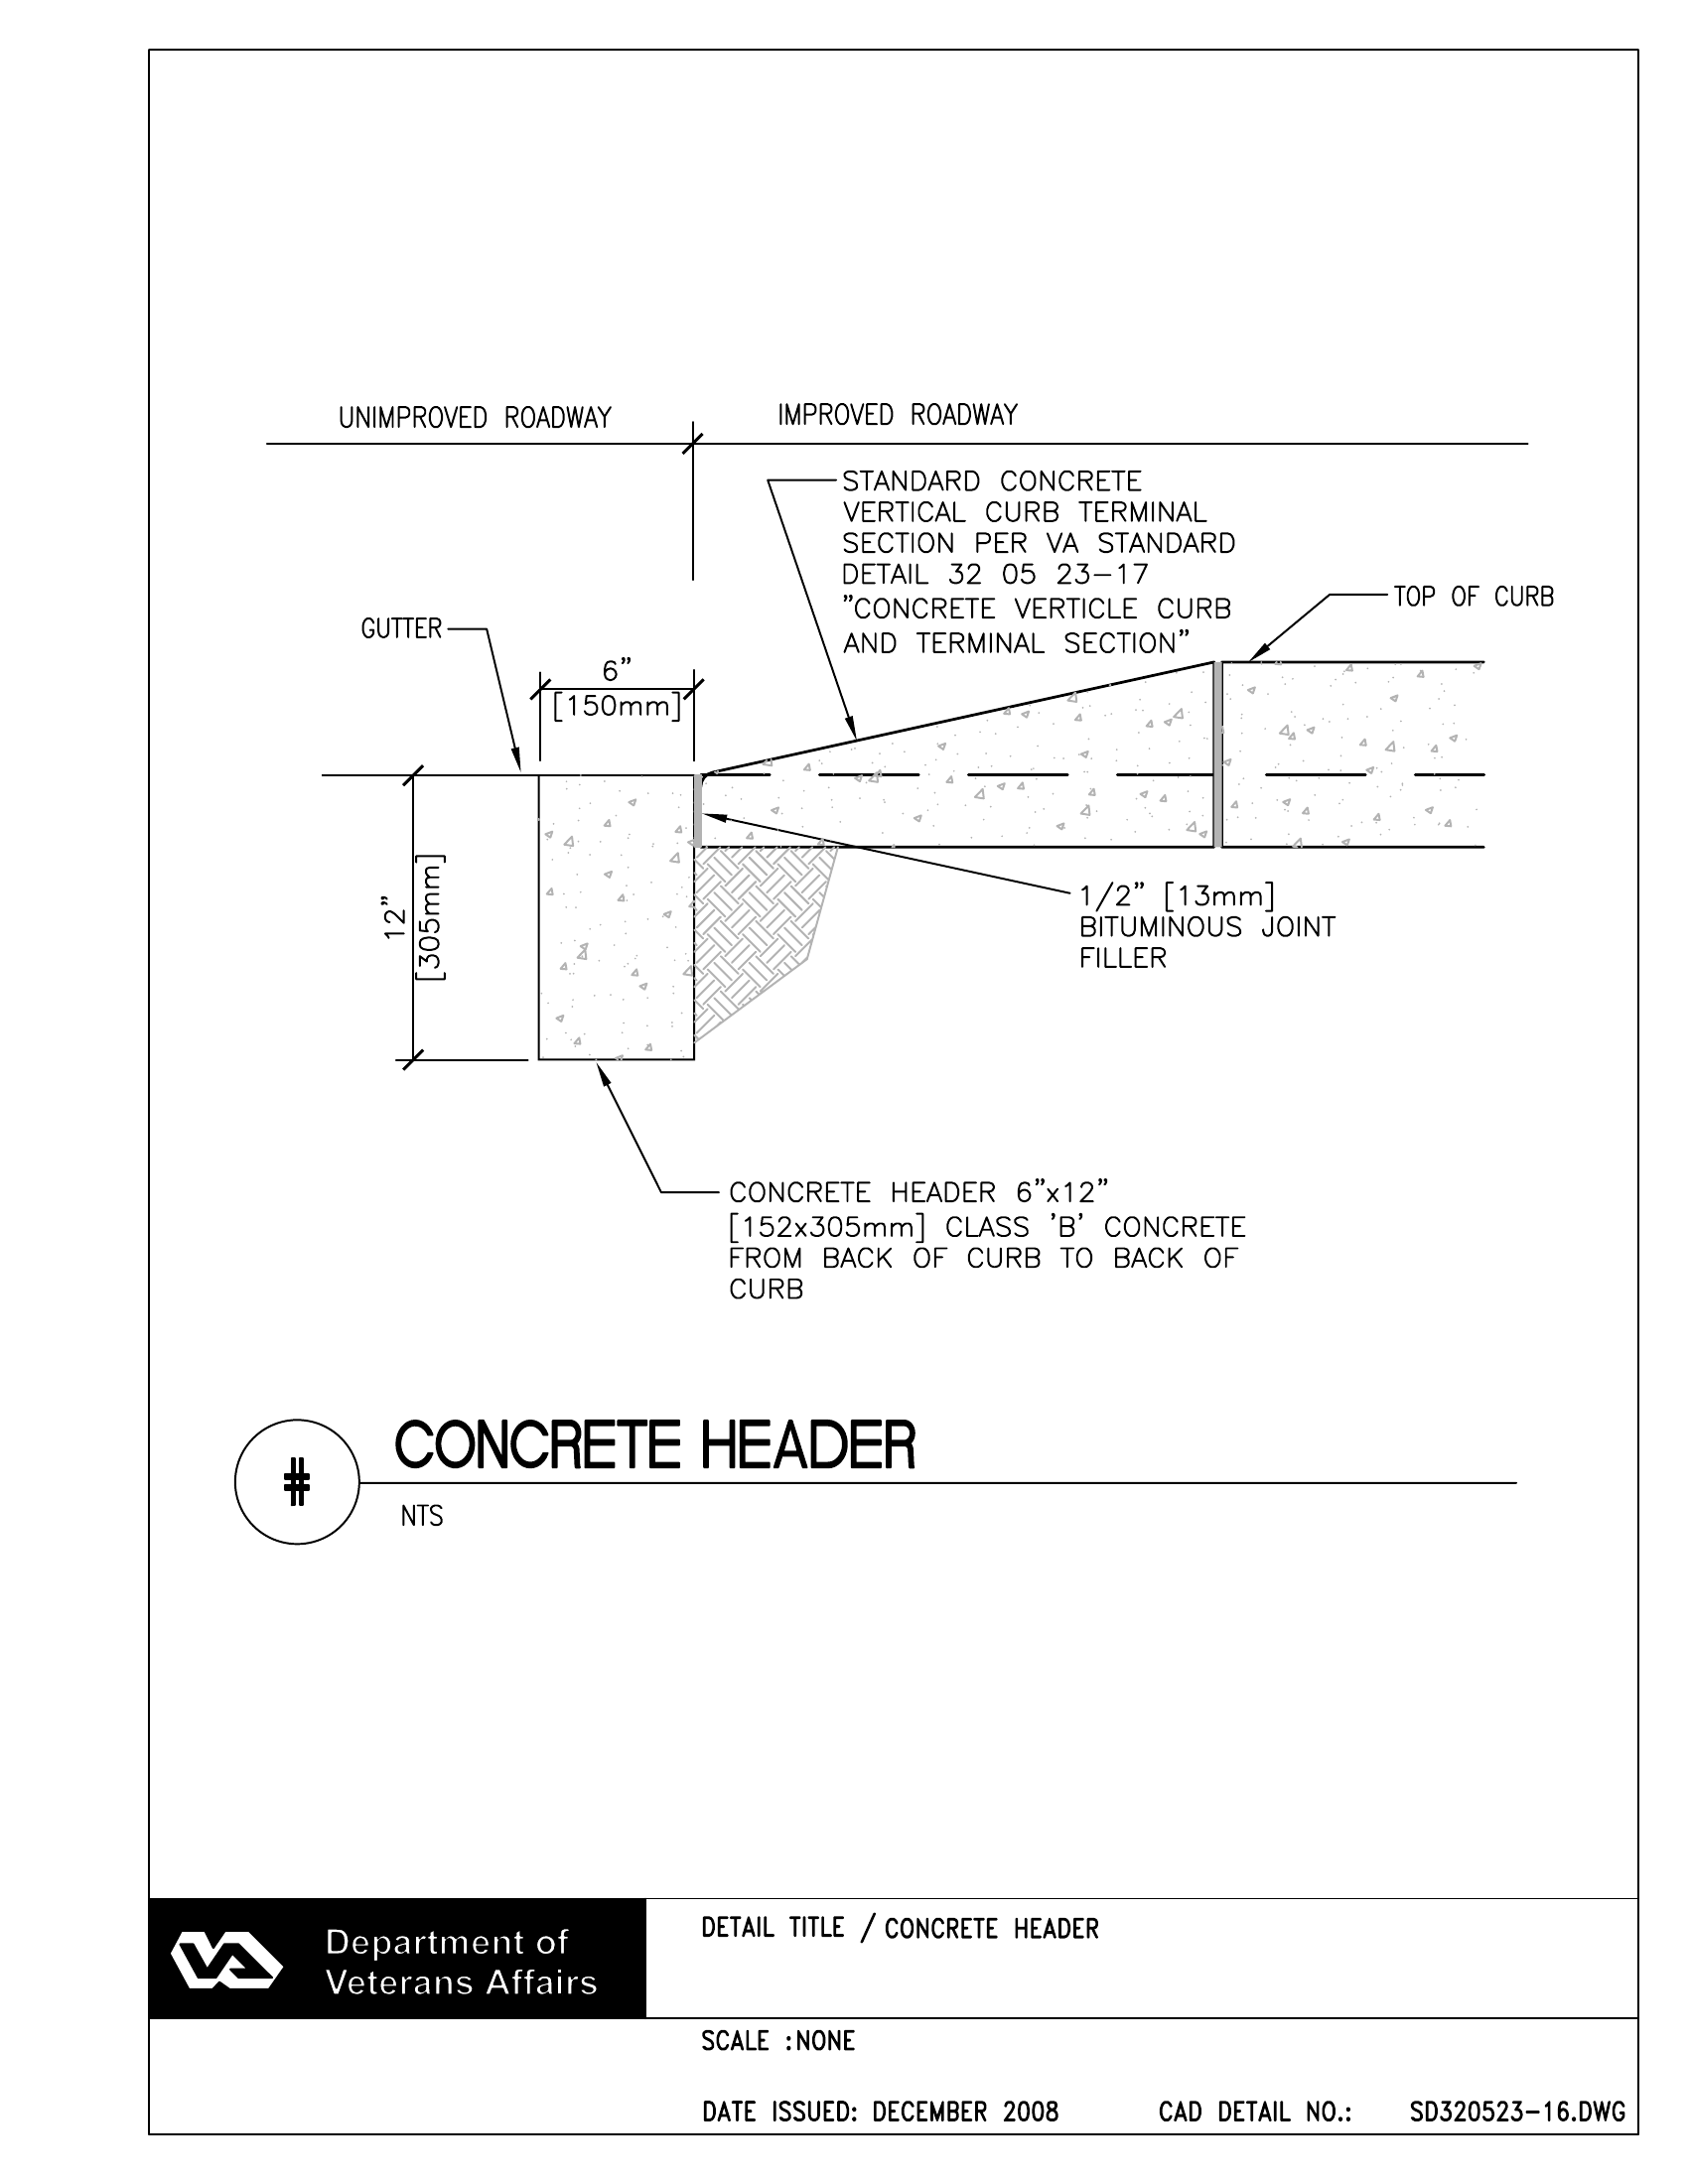 UNIMPROVED ROADWAY
IMPROVED ROADWAY
STANDARD CONCRETE
VERTICAL CURB TERMINAL
SECTION PER VA STANDARD
DETAIL 32 05 23-17
"CONCRETE VERTICLE CURB
AND TERMINAL SECTION"
TOP OF CURB
GUTTER
6"
[150mm]
12"
[305mm]
1/2" [13mm]
BITUMINOUS JOINT
FILLER
CONCRETE HEADER 6"x12"
[152x305mm] CLASS 'B' CONCRETE
FROM BACK OF CURB TO BACK OF
CURB
#
CONCRETE HEADER
NTS
VA
Department of
Veterans Affairs
DETAIL TITLE / CONCRETE HEADER
SCALE :NONE
DATE ISSUED: DECEMBER 2008
CAD DETAIL NO.: SD320523-16.DWG